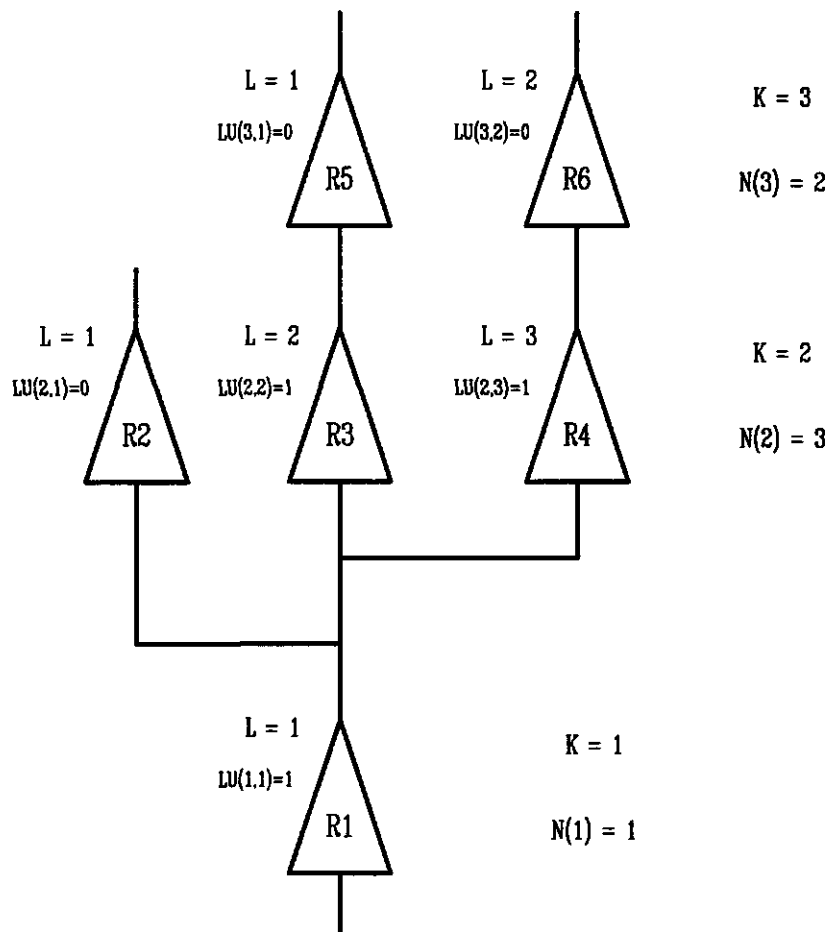 L = 1
L = 2
K = 3
LU(3,1)=0
LU(3,2)=0
R5
R6
N(3) = 2
L = 1
L = 2
L = 3
K = 2
LU(2,1)=0
LU(2,2)=1
LU(2,3)=1
R2
R3
R4
N(2) = 3
L = 1
K = 1
LU(1,1)=1
R1
N(1) = 1